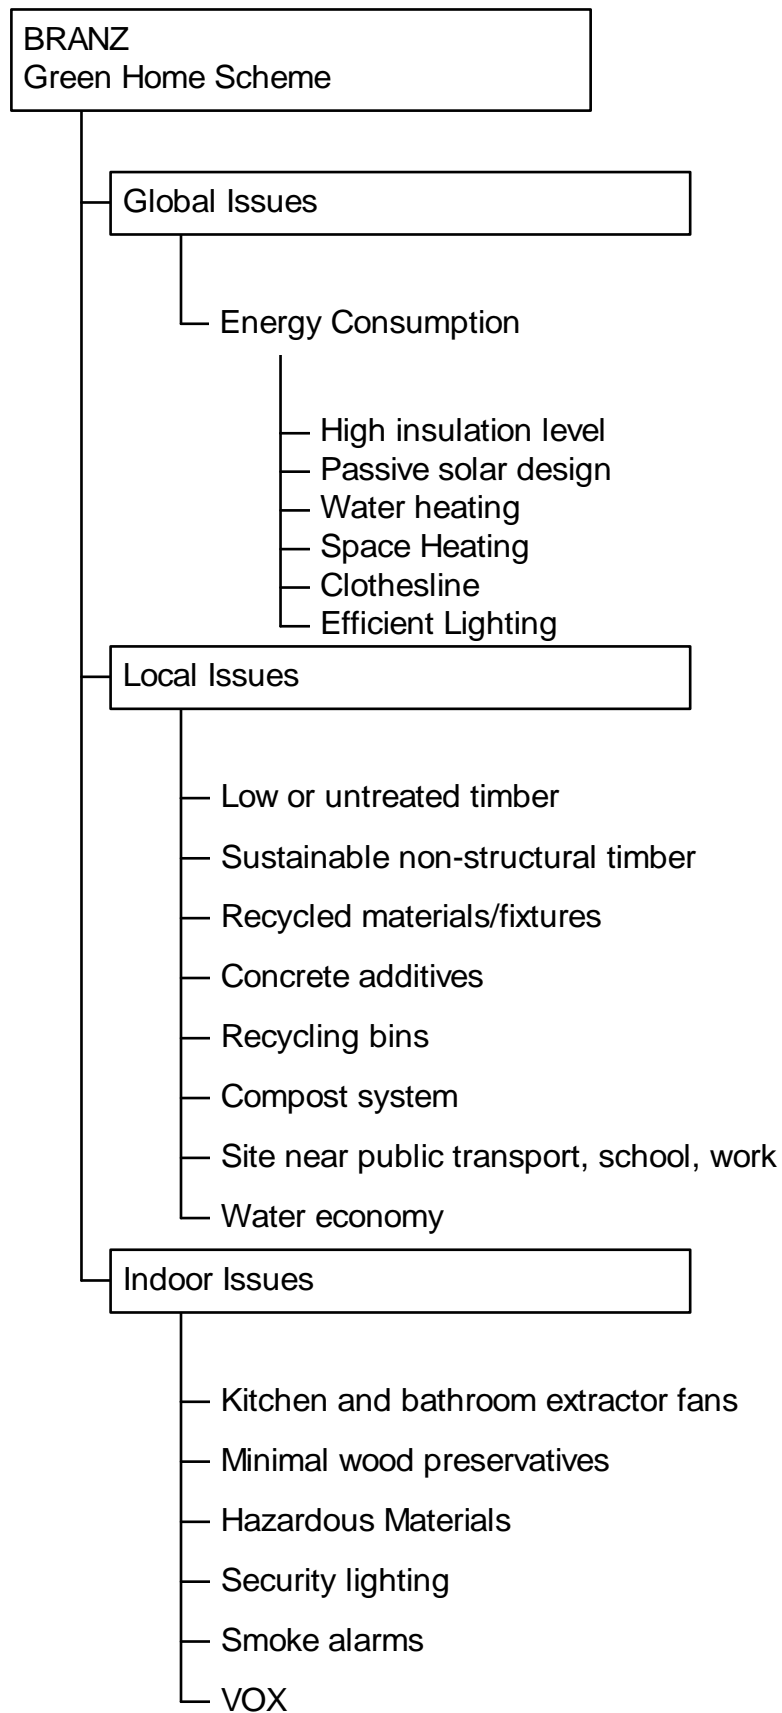 BRANZ
Green Home Scheme
Global Issues
Energy Consumption
High insulation level
Passive solar design
Water heating
Space Heating
Clothesline
Efficient Lighting
Local Issues
Low or untreated timber
Sustainable non-structural timber
Recycled materials/fixtures
Concrete additives
Recycling bins
Compost system
Site near public transport, school, work
Water economy
Indoor Issues
Kitchen and bathroom extractor fans
Minimal wood preservatives
Hazardous Materials
Security lighting
Smoke alarms
VOX